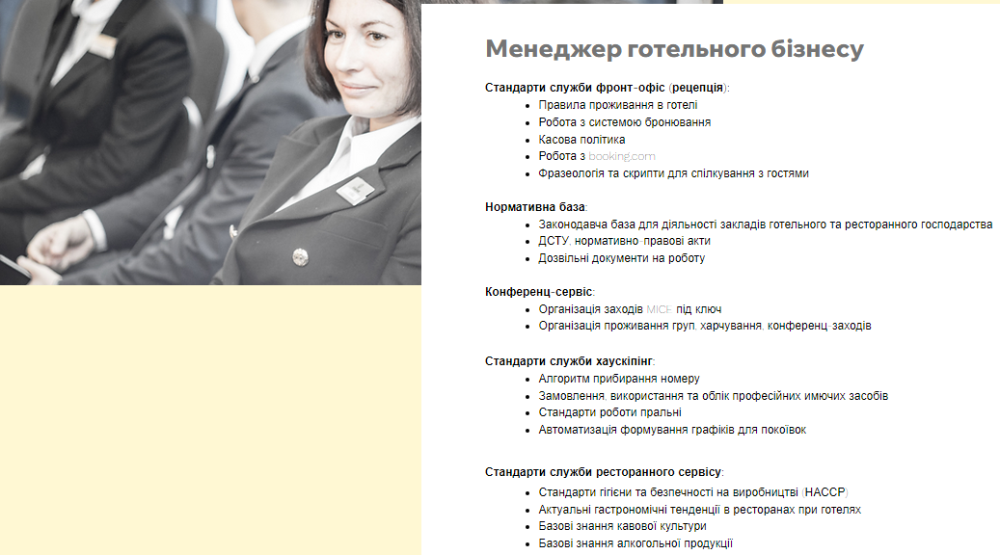 Менеджер готельного бізнесу
Стандарти служби фронт-офіс (рецепція):
• Правила проживання в готелі
• Робота з системою бронювання
• Касова політика
• Робота з booking.com
• Фразеологія та скрипти для спілкування з гостями
Нормативна база:
• Законодавча база для діяльності закладів готельного та ресторанного господарства
• ДСТУ, нормативно-правові акти
• Дозвільні документи на роботу
Конференц-сервіс:
• Організація заходів MICE під ключ
• Організація проживання груп, харчування, конференц-заходів
Стандарти служби хаускіпінг:
• Алгоритм прибирання номеру
• Замовлення, використання та облік професійних имючих засобів
• Стандарти роботи пральні
• Автоматизація формування графіків для покоївок
Стандарти служби ресторанного сервісу:
• Стандарти гігієни та безпечності на виробництві (НАССР)
• Актуальні гастрономічні тенденції в ресторанах при готелях
• Базові знання кавової культури
• Базові знання алкогольної продукції